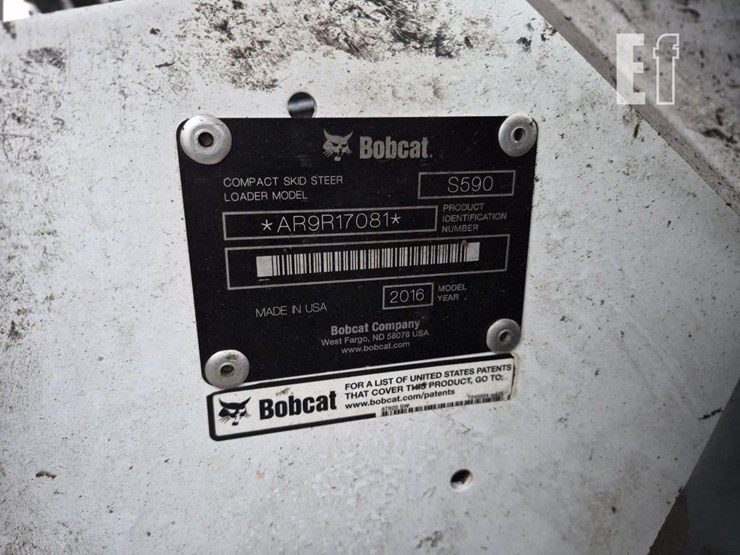 Ef
Bobcat.
COMPACT SKID STEER
LOADER MODEL
S590
*AR9R17081*
PRODUCT
IDENTIFICATION
NUMBER
MADE IN USA
2016
MODEL
YEAR
Bobcat Company
West Fargo, ND 58078 USA
www.bobcat.com
Bobcat
FOR A LIST OF UNITED STATES PATENTS
THAT COVER THIS PRODUCT, GO TO:
www.bobcat.com/patents